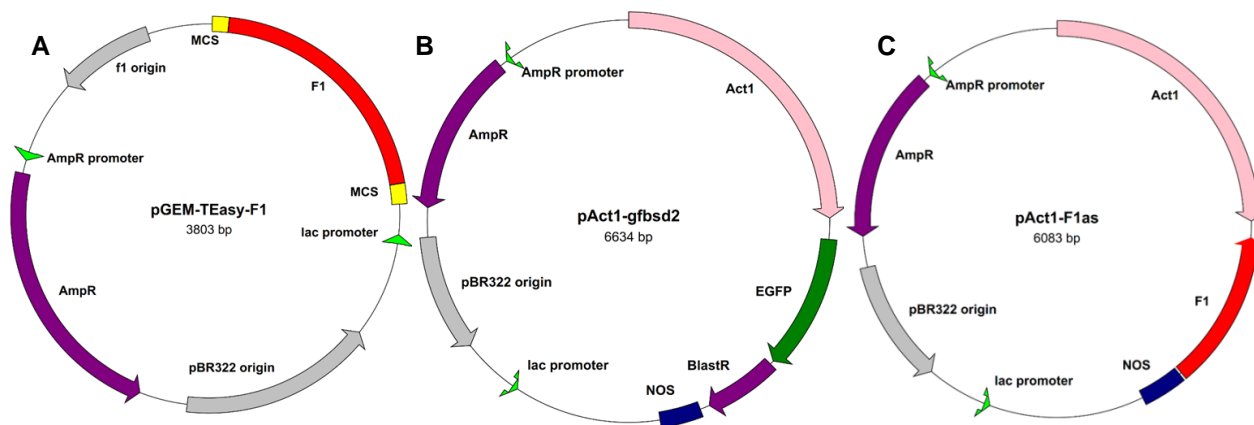 A
MCS
F1
f1 origin
AmpR promoter
MCS
pGEM-TEasy-F1
3803 bp
lac promoter
AmpR
pBR322 origin
B
AmpR promoter
Act1
AmpR
pAct1-gfbsd2
6634 bp
pBR322 origin
EGFP
BlastR
lac promoter
NOS
C
AmpR promoter
Act1
AmpR
pAct1-F1as
6083 bp
pBR322 origin
F1
NOS
lac promoter